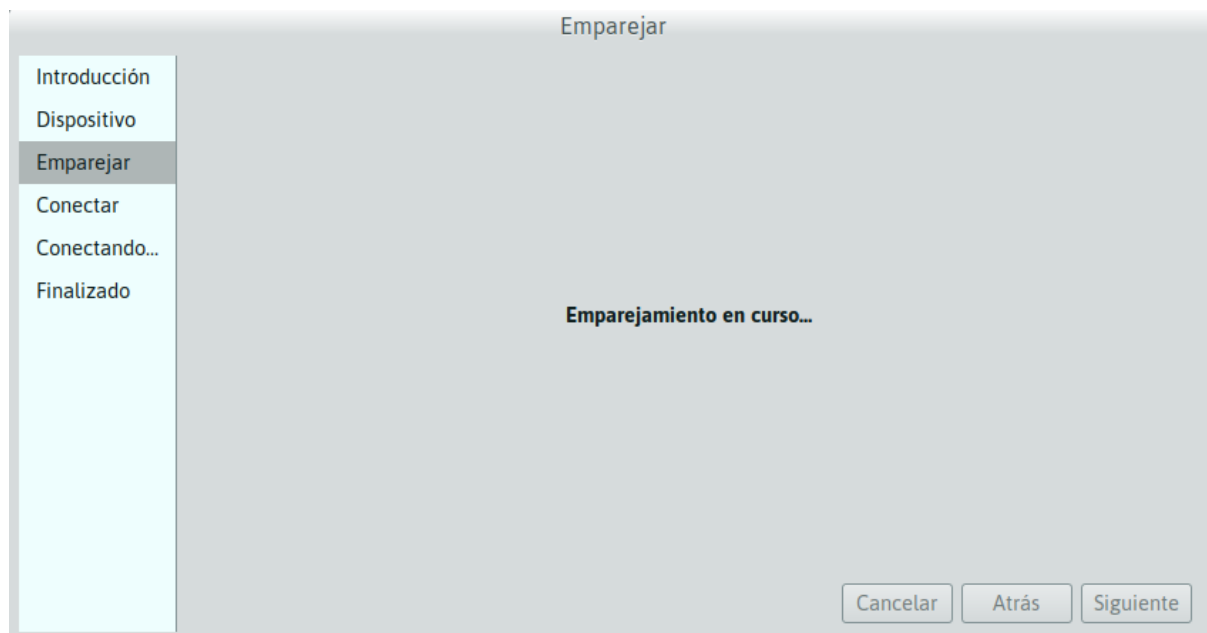 Emparejar
Introducción
Dispositivo
Emparejar
Conectar
Conectando...
Finalizado
Emparejamiento en curso...
Cancelar Atrás Siguiente